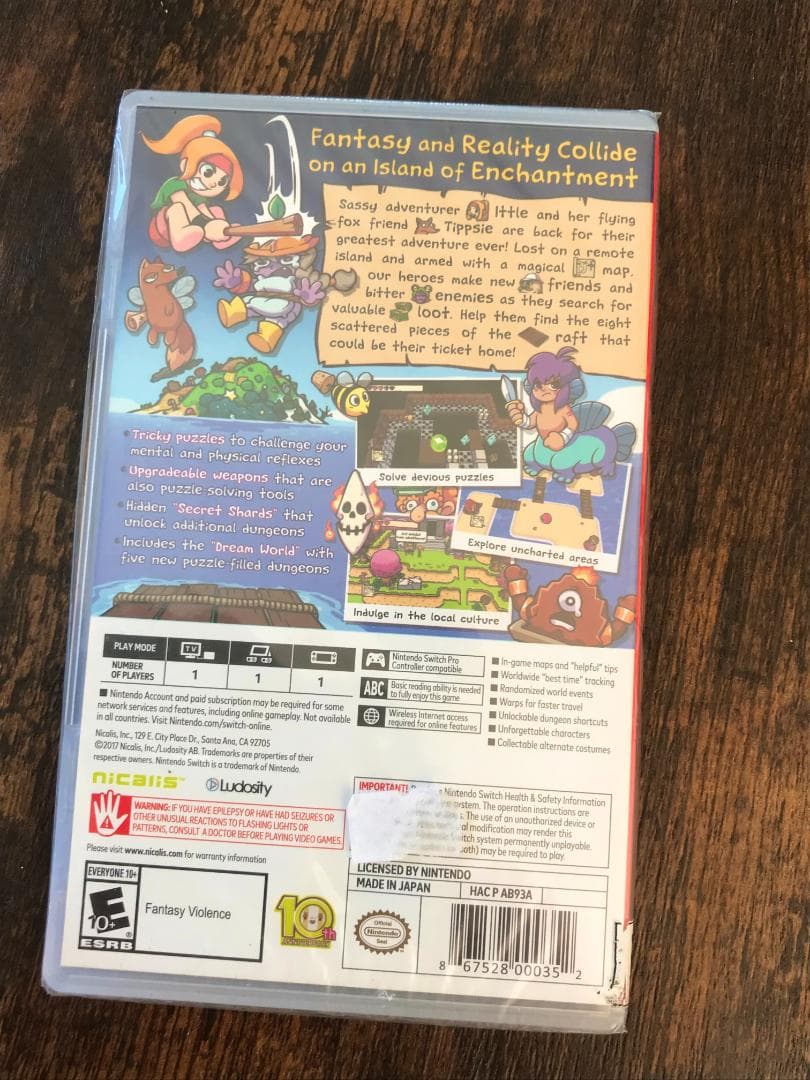 Fantasy and Reality Collide
on an Island of Enchantment
Sassy adventurer Ittle and her flying
fox friend Tippsie are back for their
greatest adventure ever! Lost on a remote
island and armed with a magical map,
our heroes make new friends and
bitter enemies as they search for
valuable loot. Help them find the eight
scattered pieces of the raft that
could be their ticket home!
• Tricky puzzles to challenge your
mental and physical reflexes
• Upgradeable weapons that are
also puzzle-solving tools
• Hidden "Secret Shards" that
unlock additional dungeons
• Includes the "Dream World" with
five new puzzle-filled dungeons
Solve devious puzzles
Explore uncharted areas
Indulge in the local culture
PLAY MODE
TV
NUMBER
OF PLAYERS
1
1
1
Nintendo Switch Pro
Controller compatible
ABC
Basic reading ability is needed
to fully enjoy this game
Wireless Internet access
required for online features
■ In-game maps and "helpful" tips
■ Worldwide "best time" tracking
■ Randomized world events
■ Warps for faster travel
■ Unlockable dungeon shortcuts
■ Unforgettable characters
■ Collectable alternate costumes
■ Nintendo Account and paid subscription may be required for some
network services and features, including online gameplay. Not available
in all countries. Visit Nintendo.com/switch-online.
Nicalis, Inc., 129 E. City Place Dr., Santa Ana, CA 92705
©2017 Nicalis, Inc./Ludosity AB. Trademarks are properties of their
respective owners. Nintendo Switch is a trademark of Nintendo.
nicalis™
Ludosity
WARNING: IF YOU HAVE EPILEPSY OR HAVE HAD SEIZURES OR
OTHER UNUSUAL REACTIONS TO FLASHING LIGHTS OR
PATTERNS, CONSULT A DOCTOR BEFORE PLAYING VIDEO GAMES.
Please visit www.nicalis.com for warranty information
IMPORTANT! Nintendo Switch Health & Safety Information
system. The operation instructions are
The use of an unauthorized device or
modification may render this
system permanently unplayable.
may be required to play.
EVERYONE 10+
E
10+
®
ESRB
Fantasy Violence
10th
ANNIVERSARY
LICENSED BY NINTENDO
MADE IN JAPAN
HAC P AB93A
Official
Nintendo
Seal
8 67528 00035 2